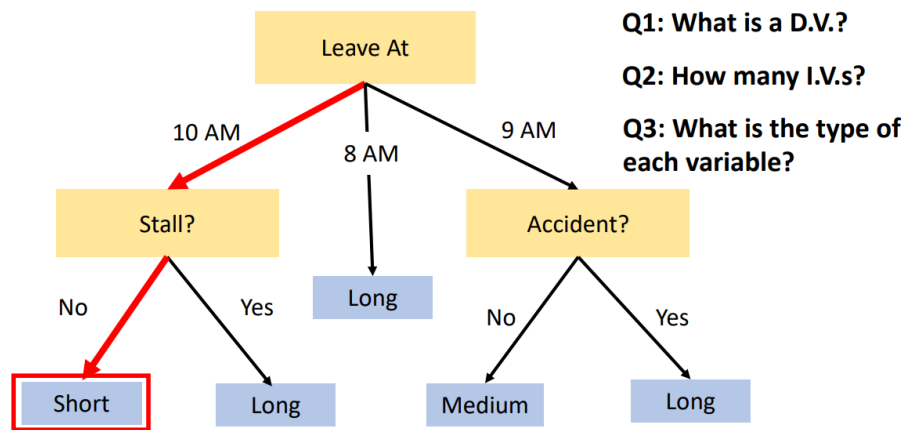 Leave At
Q1: What is a D.V.?
Q2: How many I.V.s?
Q3: What is the type of
each variable?
10 AM
8 AM
9 AM
Stall?
Accident?
Long
No
Yes
No
Yes
Short
Long
Medium
Long